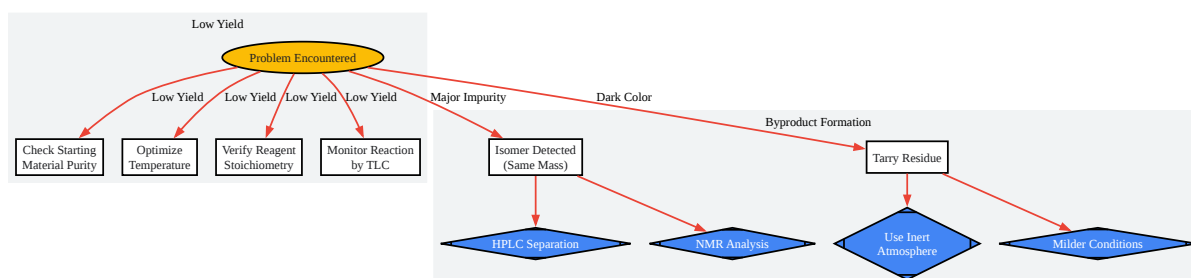 Low Yield
Problem Encountered
Low Yield
Low Yield
Low Yield
Low Yield
Major Impurity
Dark Color
Byproduct Formation
Check Starting
Material Purity
Optimize
Temperature
Verify Reagent
Stoichiometry
Monitor Reaction
by TLC
Isomer Detected
(Same Mass)
Tarry Residue
HPLC Separation
NMR Analysis
Use Inert
Atmosphere
Milder Conditions